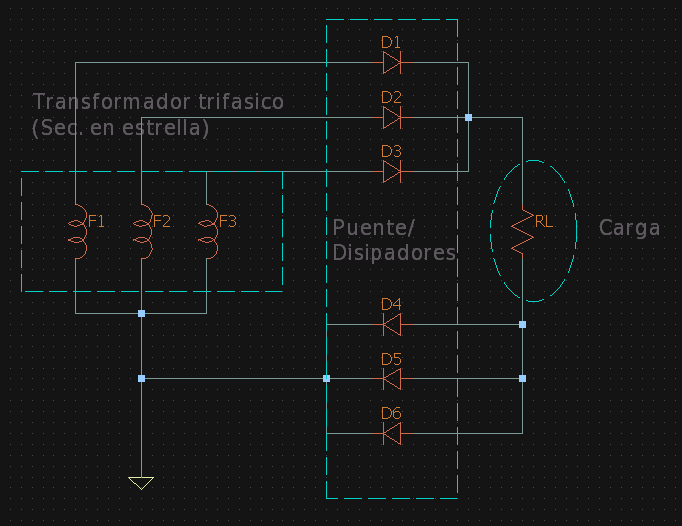 D1
Transformador trifasico
(Sec. en estrella)
D2
D3
F1 F2 F3
Puente/
Disipadores
RL
Carga
D4
D5
D6